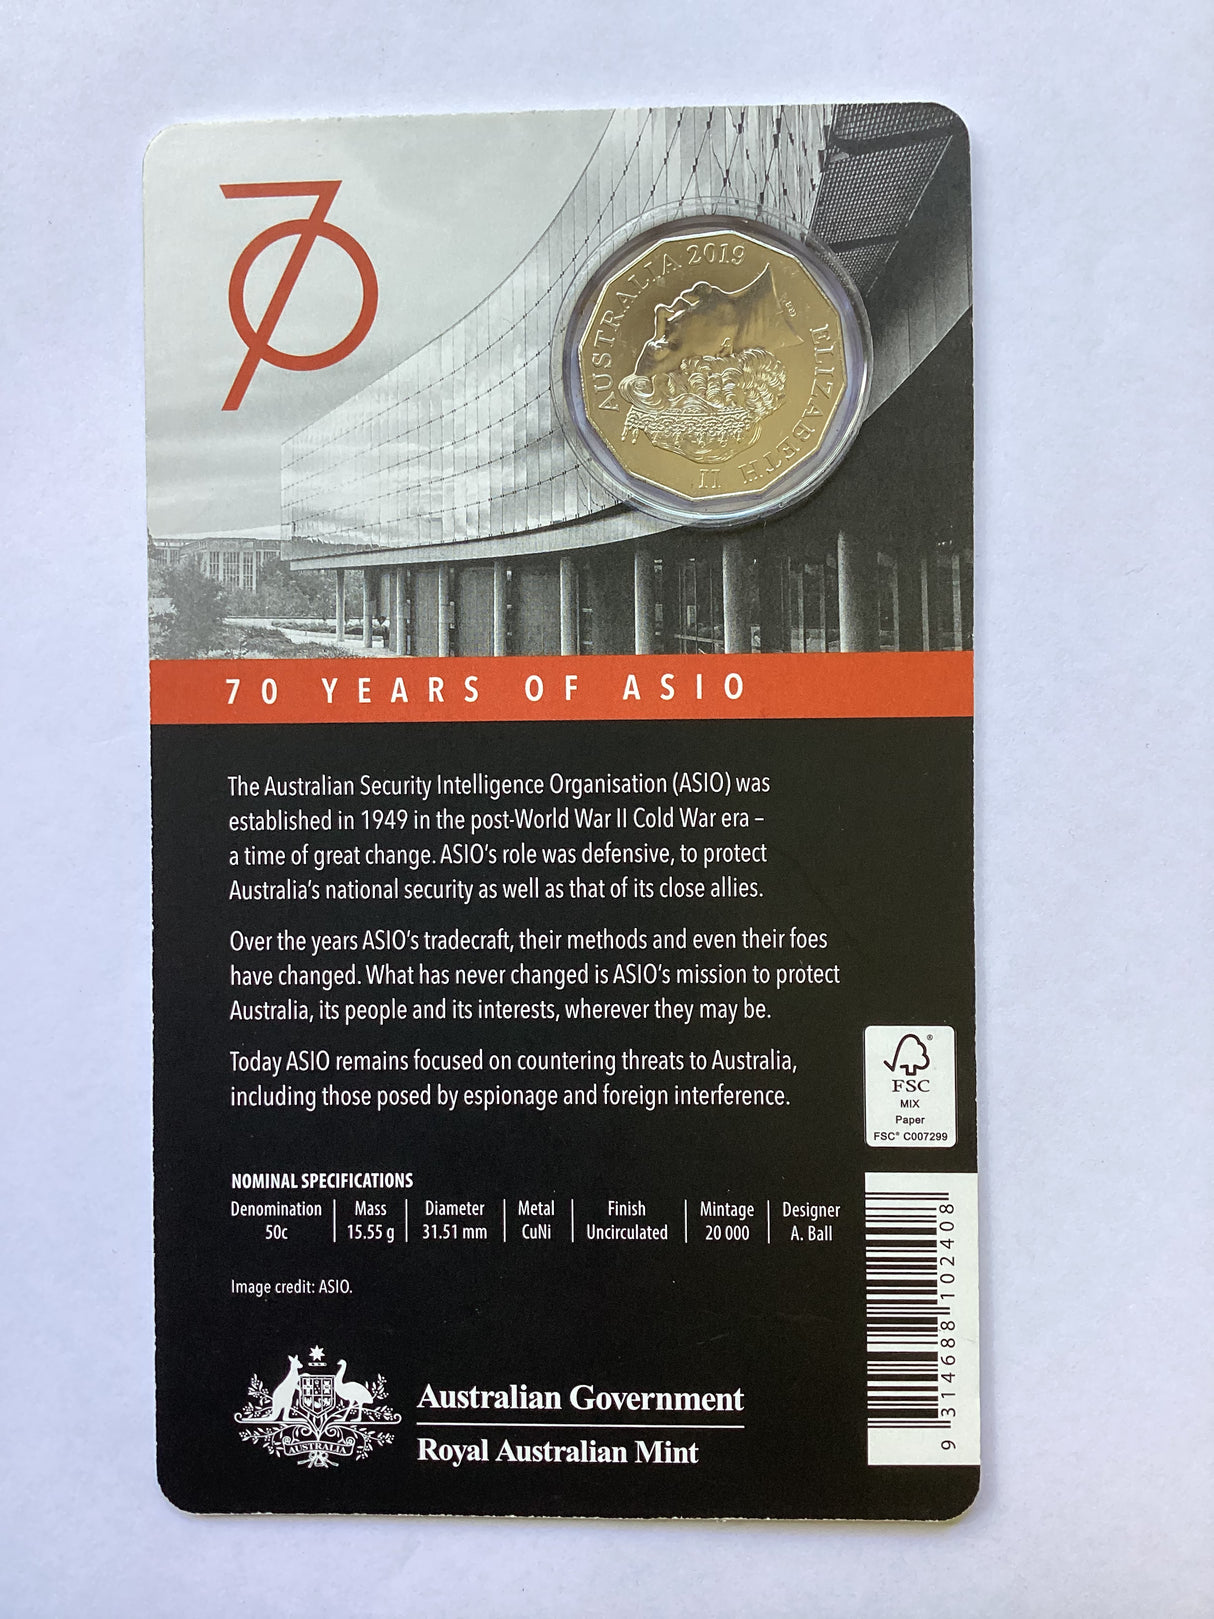 70
AUSTRALIA 2019
ELIZABETH II
70 YEARS OF ASIO
The Australian Security Intelligence Organisation (ASIO) was
established in 1949 in the post-World War II Cold War era –
a time of great change. ASIO’s role was defensive, to protect
Australia’s national security as well as that of its close allies.
Over the years ASIO’s tradecraft, their methods and even their foes
have changed. What has never changed is ASIO’s mission to protect
Australia, its people and its interests, wherever they may be.
Today ASIO remains focused on countering threats to Australia,
including those posed by espionage and foreign interference.
FSC
MIX
Paper
FSC® C007299
NOMINAL SPECIFICATIONS
Denomination Mass Diameter Metal Finish Mintage Designer
50c 15.55 g 31.51 mm CuNi Uncirculated 20 000 A. Ball
Image credit: ASIO.
AUSTRALIA
Australian Government
Royal Australian Mint
9 314688 102408